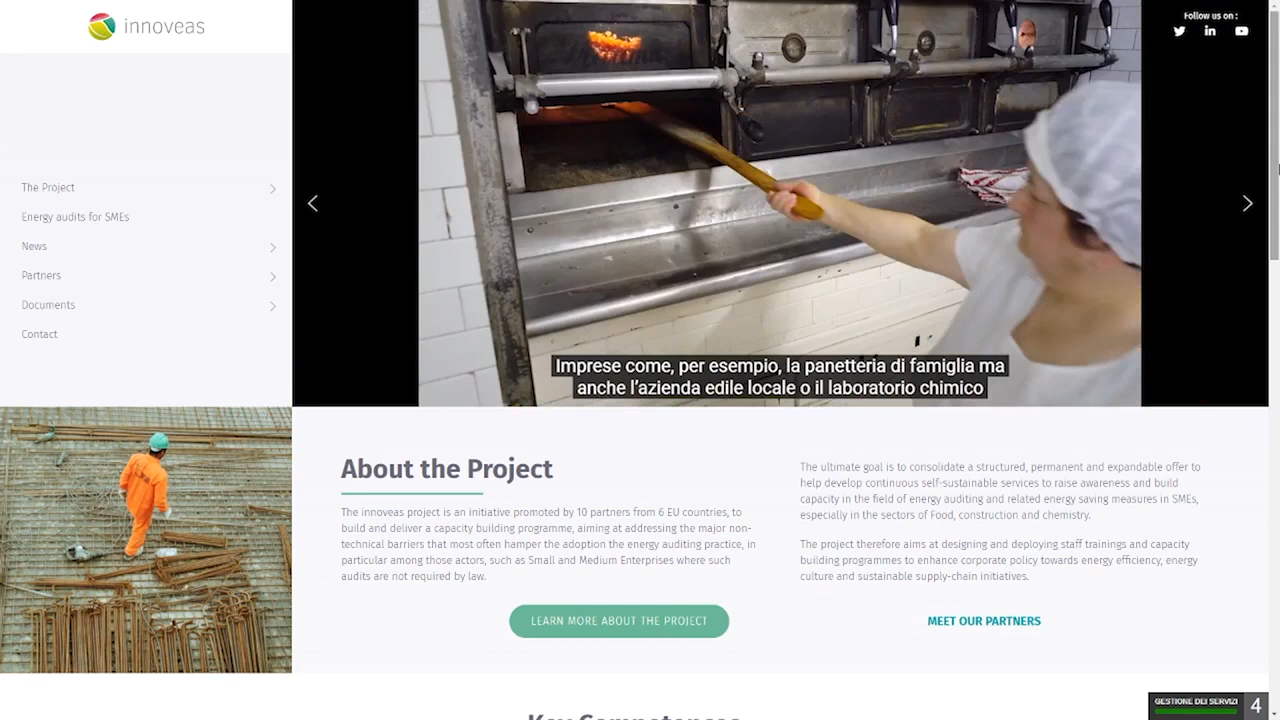 innoveas
Follow us on :
The Project
Energy audits for SMEs
News
Partners
Documents
Contact
Imprese come, per esempio, la panetteria di famiglia ma
anche l'azienda edile locale o il laboratorio chimico
About the Project
The innoveas project is an initiative promoted by 10 partners from 6 EU countries, to
build and deliver a capacity building programme, aiming at addressing the major non-
technical barriers that most often hamper the adoption the energy auditing practice, in
particular among those actors, such as Small and Medium Enterprises where such
audits are not required by law.
LEARN MORE ABOUT THE PROJECT
The ultimate goal is to consolidate a structured, permanent and expandable offer to
help develop continuous self-sustainable services to raise awareness and build
capacity in the field of energy auditing and related energy saving measures in SMEs,
especially in the sectors of Food, construction and chemistry.
The project therefore aims at designing and deploying staff trainings and capacity
building programmes to enhance corporate policy towards energy efficiency, energy
culture and sustainable supply-chain initiatives.
MEET OUR PARTNERS
Key Competences
GESTIONE DEI SERVIZI 4